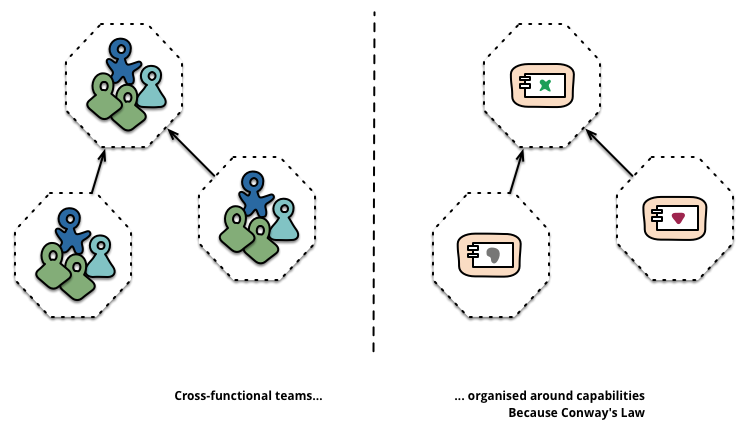 Cross-functional teams...
... organised around capabilities
Because Conway's Law